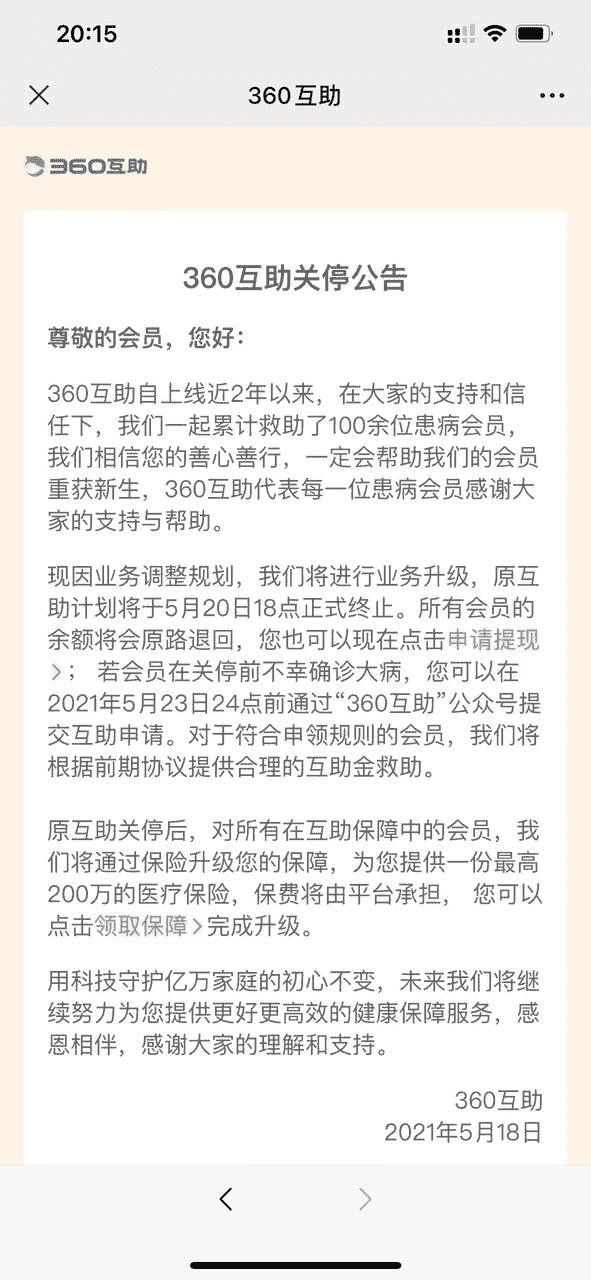 20:15
360互助
360互助
360互助关停公告
尊敬的会员，您好：
360互助自上线近2年以来，在大家的支持和信
任下，我们一起累计救助了100余位患病会员，
我们相信您的善心善行，一定会帮助我们的会员
重获新生，360互助代表每一位患病会员感谢大
家的支持与帮助。
现因业务调整规划，我们将进行业务升级，原互
助计划将于5月20日18点正式终止。所有会员的
余额将会原路退回，您也可以现在点击申请提现
>； 若会员在关停前不幸确诊大病，您可以在
2021年5月23日24点前通过“360互助”公众号提
交互助申请。对于符合申领规则的会员，我们将
根据前期协议提供合理的互助金救助。
原互助关停后，对所有在互助保障中的会员，我
们将通过保险升级您的保障，为您提供一份最高
200万的医疗保险，保费将由平台承担， 您可以
点击领取保障>完成升级。
用科技守护亿万家庭的初心不变，未来我们将继
续努力为您提供更好更高效的健康保障服务，感
恩相伴，感谢大家的理解和支持。
360互助
2021年5月18日